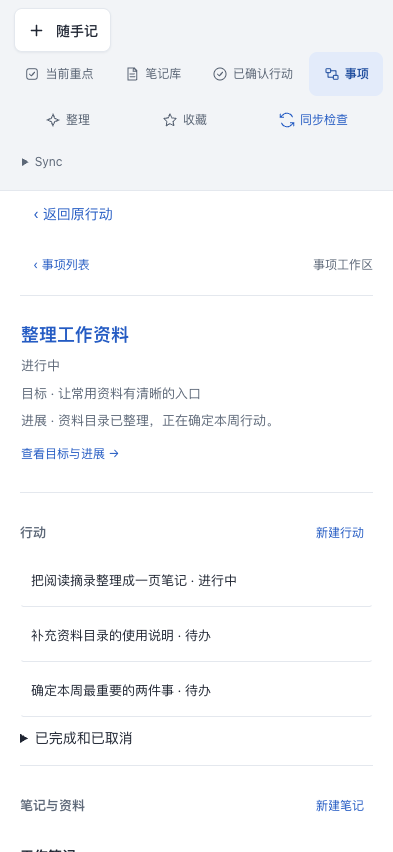 + 随手记
当前重点 笔记库 已确认行动 事项
整理 收藏 同步检查
▶ Sync
‹ 返回原行动
‹ 事项列表 事项工作区
整理工作资料
进行中
目标 · 让常用资料有清晰的入口
进展 · 资料目录已整理，正在确定本周行动。
查看目标与进展 →
行动 新建行动
把阅读摘录整理成一页笔记 · 进行中
补充资料目录的使用说明 · 待办
确定本周最重要的两件事 · 待办
▶ 已完成和已取消
笔记与资料 新建笔记